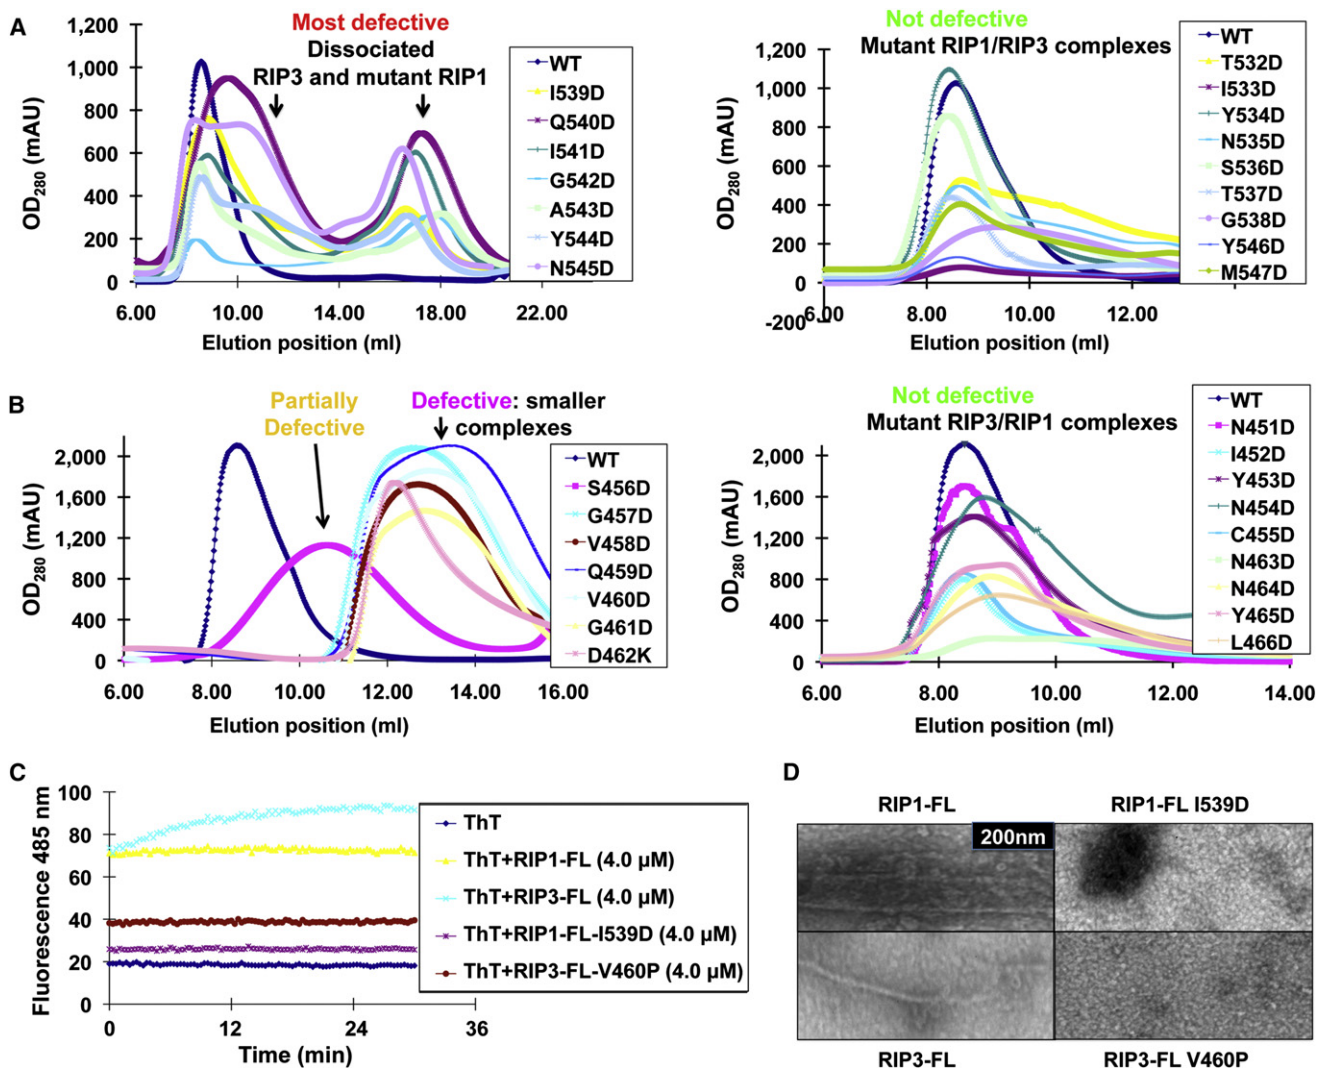 A
Most defective
Dissociated
RIP3 and mutant RIP1
1,200
1,000
800
600
400
200
0
OD280 (mAU)
6.00 10.00 14.00 18.00 22.00
Elution position (ml)
WT
I539D
Q540D
I541D
G542D
A543D
Y544D
N545D
Not defective
Mutant RIP1/RIP3 complexes
1,200
1,000
800
600
400
200
0
-200
OD280 (mAU)
6.00 8.00 10.00 12.00
Elution position (ml)
WT
T532D
I533D
Y534D
N535D
S536D
T537D
G538D
Y546D
M547D
B
Partially
Defective
Defective: smaller
complexes
2,000
1,600
1,200
800
400
0
OD280 (mAU)
6.00 8.00 10.00 12.00 14.00 16.00
Elution position (ml)
WT
S456D
G457D
V458D
Q459D
V460D
G461D
D462K
Not defective
Mutant RIP3/RIP1 complexes
2,000
1,600
1,200
800
400
0
OD280 (mAU)
6.00 8.00 10.00 12.00 14.00
Elution position (ml)
WT
N451D
I452D
Y453D
N454D
C455D
N463D
N464D
Y465D
L466D
C
100
80
60
40
20
0
Fluorescence 485 nm
0 12 24 36
Time (min)
ThT
ThT+RIP1-FL (4.0 µM)
ThT+RIP3-FL (4.0 µM)
ThT+RIP1-FL-I539D (4.0 µM)
ThT+RIP3-FL-V460P (4.0 µM)
D
RIP1-FL RIP1-FL I539D
200nm
RIP3-FL RIP3-FL V460P